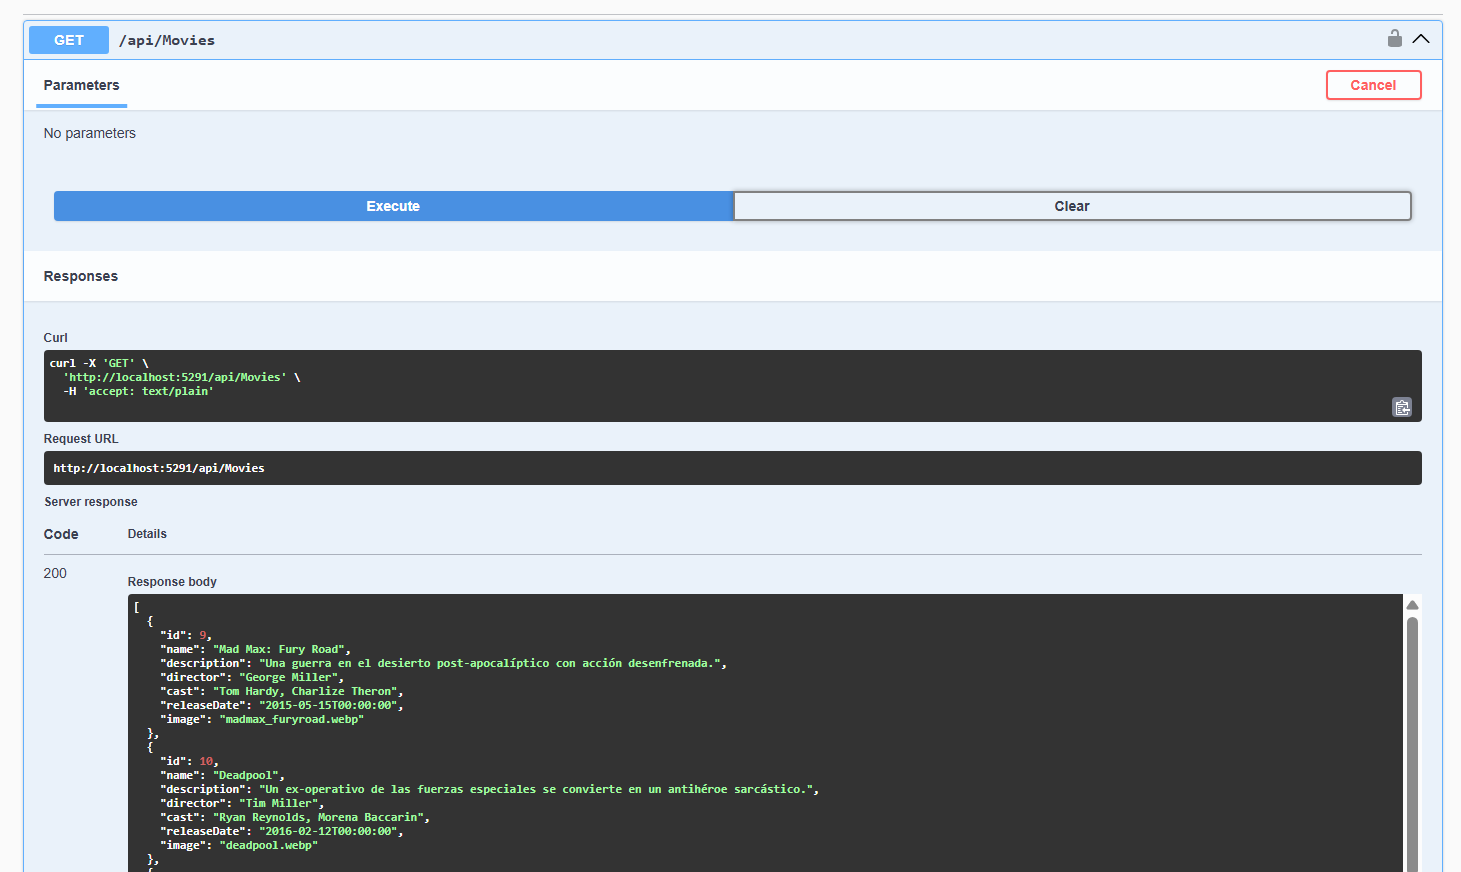 GET /api/Movies
Parameters
Cancel
No parameters
Execute
Clear
Responses
Curl
curl -X 'GET' \
  'http://localhost:5291/api/Movies' \
  -H 'accept: text/plain'
Request URL
http://localhost:5291/api/Movies
Server response
Code
Details
200
Response body
[
  {
    "id": 9,
    "name": "Mad Max: Fury Road",
    "description": "Una guerra en el desierto post-apocalíptico con acción desenfrenada.",
    "director": "George Miller",
    "cast": "Tom Hardy, Charlize Theron",
    "releaseDate": "2015-05-15T00:00:00",
    "image": "madmax_furyroad.webp"
  },
  {
    "id": 10,
    "name": "Deadpool",
    "description": "Un ex-operativo de las fuerzas especiales se convierte en un antihéroe sarcástico.",
    "director": "Tim Miller",
    "cast": "Ryan Reynolds, Morena Baccarin",
    "releaseDate": "2016-02-12T00:00:00",
    "image": "deadpool.webp"
  },
  {